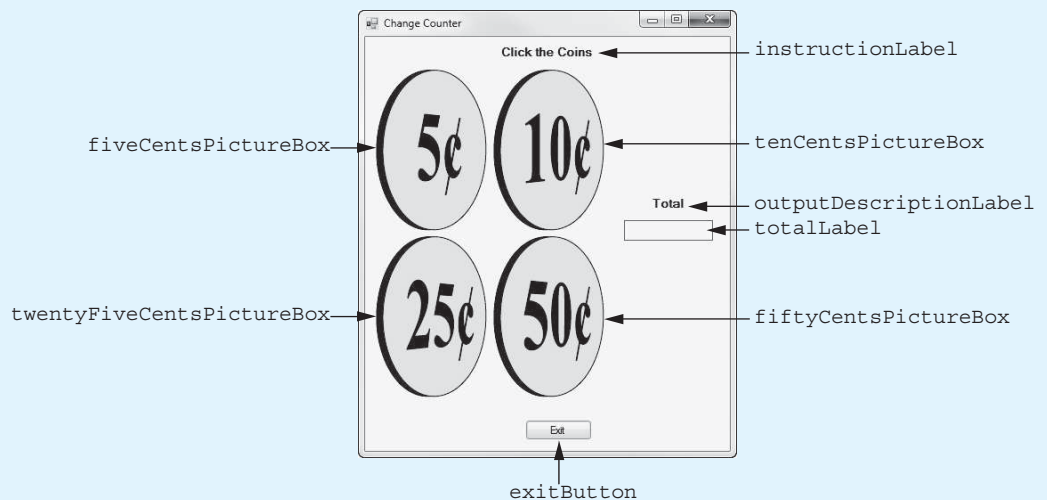 Change Counter
Click the Coins
instructionLabel
5¢
10¢
fiveCentsPictureBox
tenCentsPictureBox
Total
outputDescriptionLabel
totalLabel
25¢
50¢
twentyFiveCentsPictureBox
fiftyCentsPictureBox
Exit
exitButton